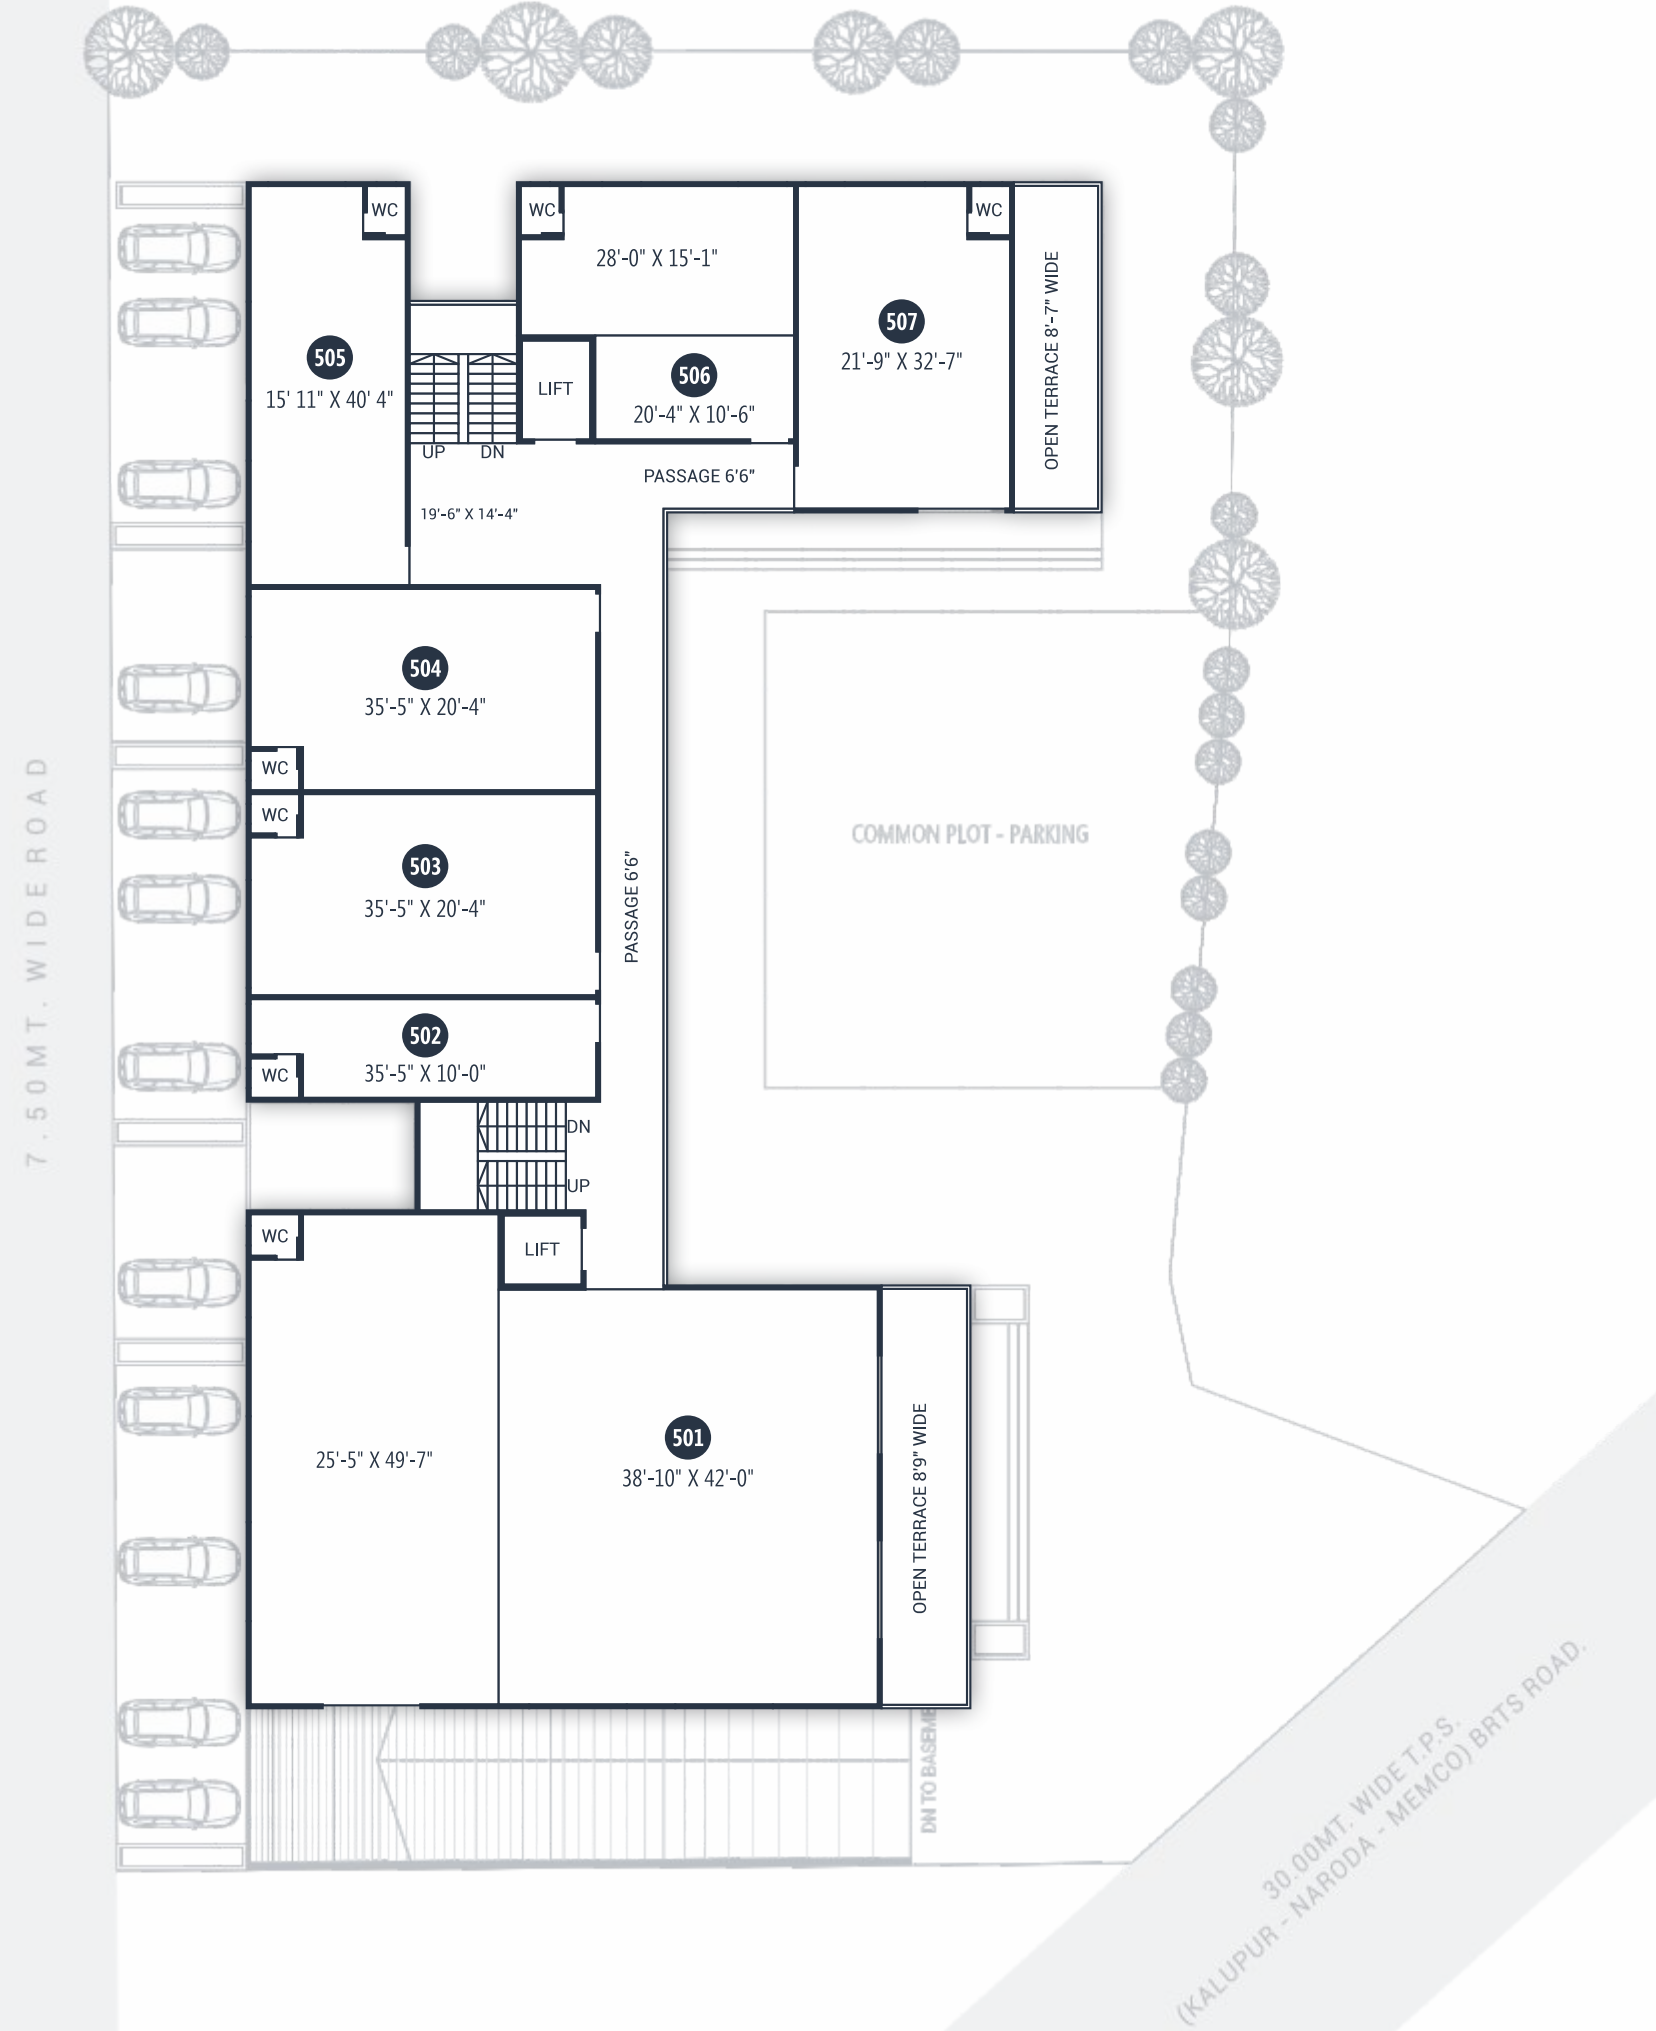 WC
WC
WC
28'-0" X 15'-1"
507
21'-9" X 32'-7"
OPEN TERRACE 8'-7" WIDE
505
15' 11" X 40' 4"
LIFT
506
20'-4" X 10'-6"
UP
DN
PASSAGE 6'6"
19'-6" X 14'-4"
504
35'-5" X 20'-4"
WC
WC
503
35'-5" X 20'-4"
PASSAGE 6'6"
COMMON PLOT - PARKING
7.50MT. WIDE ROAD
502
35'-5" X 10'-0"
WC
DN
UP
WC
LIFT
25'-5" X 49'-7"
501
38'-10" X 42'-0"
OPEN TERRACE 8'9" WIDE
DN TO BASEME
30.00MT. WIDE T.P.S.
(KALUPUR - NARODA - MEMCO) BRTS ROAD.